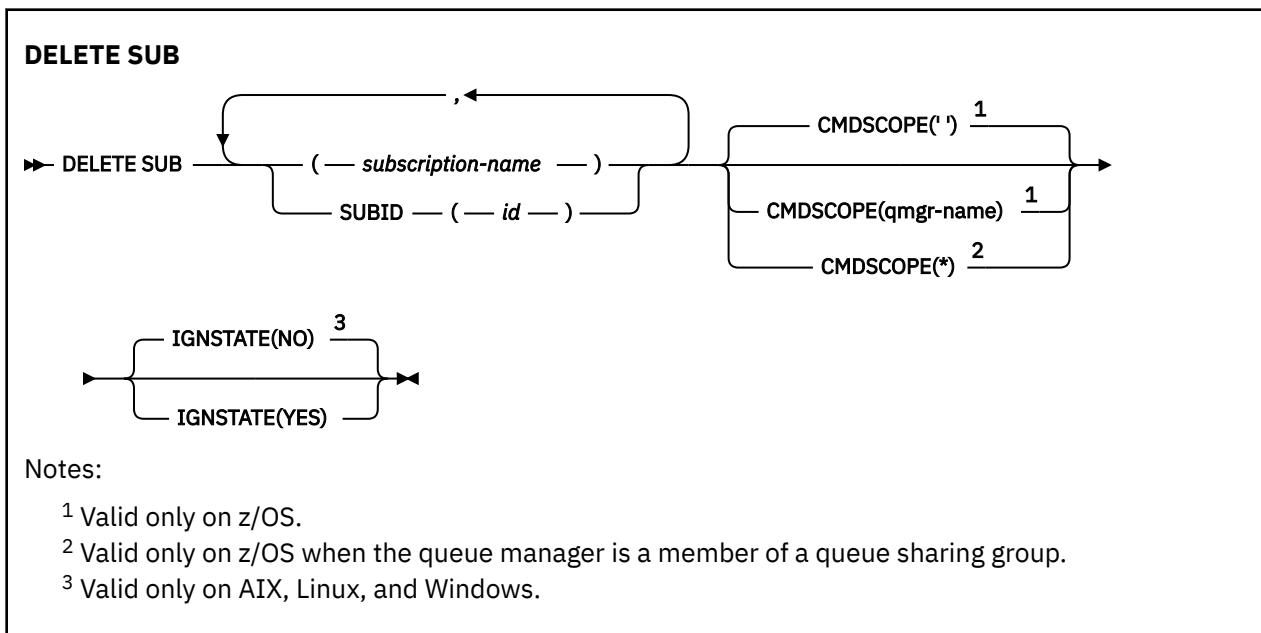 DELETE SUB
,
DELETE SUB ( subscription-name )
SUBID ( id )
CMDSCOPE(' ') 1
CMDSCOPE(qmgr-name) 1
CMDSCOPE(*) 2
IGNSTATE(NO) 3
IGNSTATE(YES)
Notes:
1 Valid only on z/OS.
2 Valid only on z/OS when the queue manager is a member of a queue sharing group.
3 Valid only on AIX, Linux, and Windows.